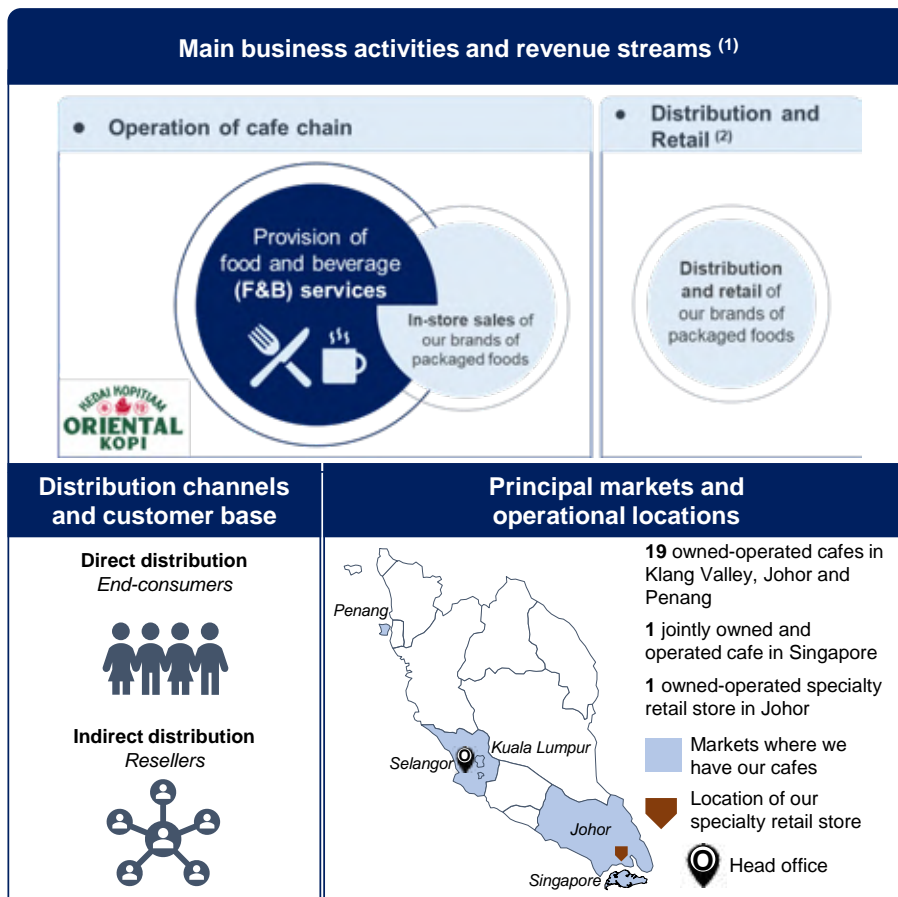 Main business activities and revenue streams (1)
• Operation of cafe chain
Provision of
food and beverage
(F&B) services
In-store sales of
our brands of
packaged foods
KEDAI KOPITIAM
ORIENTAL
KOPI
• Distribution and
Retail (2)
Distribution
and retail of
our brands of
packaged foods
Distribution channels
and customer base
Direct distribution
End-consumers
Indirect distribution
Resellers
Principal markets and
operational locations
Penang
Selangor
Kuala Lumpur
Johor
Singapore
19 owned-operated cafes in
Klang Valley, Johor and
Penang
1 jointly owned and
operated cafe in Singapore
1 owned-operated specialty
retail store in Johor
Markets where we
have our cafes
Location of our
specialty retail store
Head office